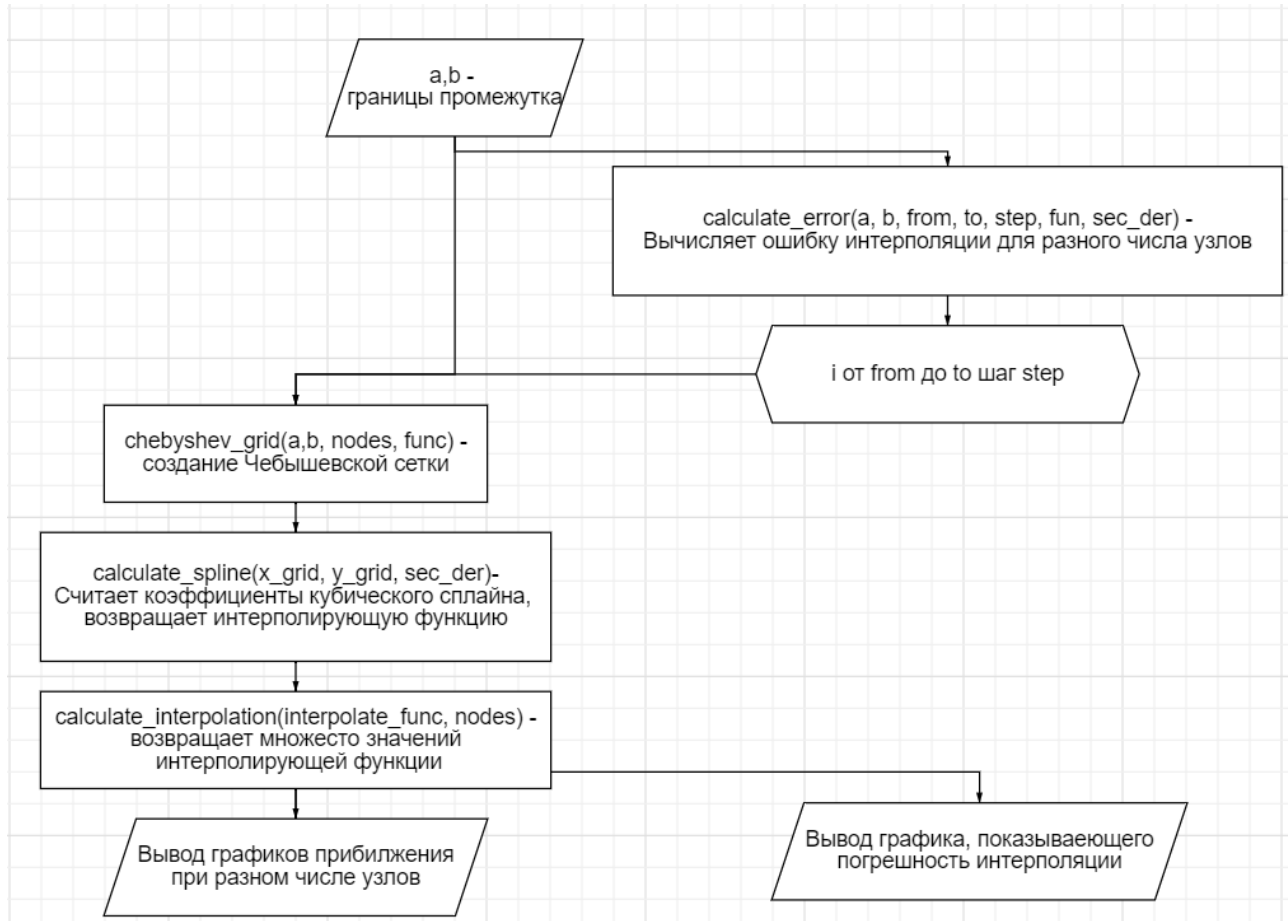 a,b -
границы промежутка
calculate_error(a, b, from, to, step, fun, sec_der) -
Вычисляет ошибку интерполяции для разного числа узлов
i от from до to шаг step
chebyshev_grid(a,b, nodes, func) -
создание Чебышевской сетки
calculate_spline(x_grid, y_grid, sec_der)-
Считает коэффициенты кубического сплайна,
возвращает интерполирующую функцию
calculate_interpolation(interpolate_func, nodes) -
возвращает множесто значений
интерполирующей функции
Вывод графиков прибилжения
при разном числе узлов
Вывод графика, показываеющего
погрешность интерполяции